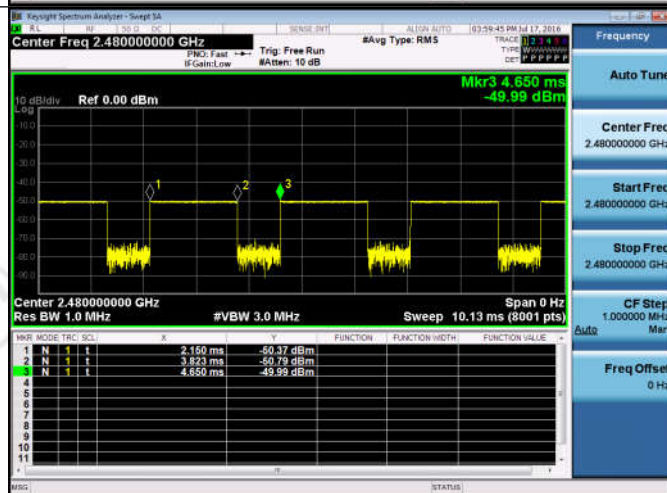 Keysight Spectrum Analyzer - Swept SA
RL RF 50 Ω DC SENSE:INT ALIGN AUTO 03:59:45 PM Jul 17, 2016
Center Freq 2.480000000 GHz
PNO: Fast
IFGain:Low
Trig: Free Run
#Atten: 10 dB
#Avg Type: RMS
TRACE 1 2 3 4 5 6
TYPE WWWWWW
DET P P P P P P
Mkr3 4.650 ms
-49.99 dBm
10 dB/div Ref 0.00 dBm
Log
-10.0
-20.0
-30.0
-40.0
-50.0
-60.0
-70.0
-80.0
-90.0
1
2
3
Center 2.480000000 GHz Span 0 Hz
Res BW 1.0 MHz #VBW 3.0 MHz Sweep 10.13 ms (8001 pts)
MKR MODE TRC SCL X Y FUNCTION FUNCTION WIDTH FUNCTION VALUE
1 N 1 t 2.150 ms -50.37 dBm
2 N 1 t 3.823 ms -50.79 dBm
3 N 1 t 4.650 ms -49.99 dBm
4
5
6
7
8
9
10
11
MSG STATUS
Frequency
Auto Tune
Center Freq
2.480000000 GHz
Start Freq
2.480000000 GHz
Stop Freq
2.480000000 GHz
CF Step
1.000000 MHz
Auto Man
Freq Offset
0 Hz